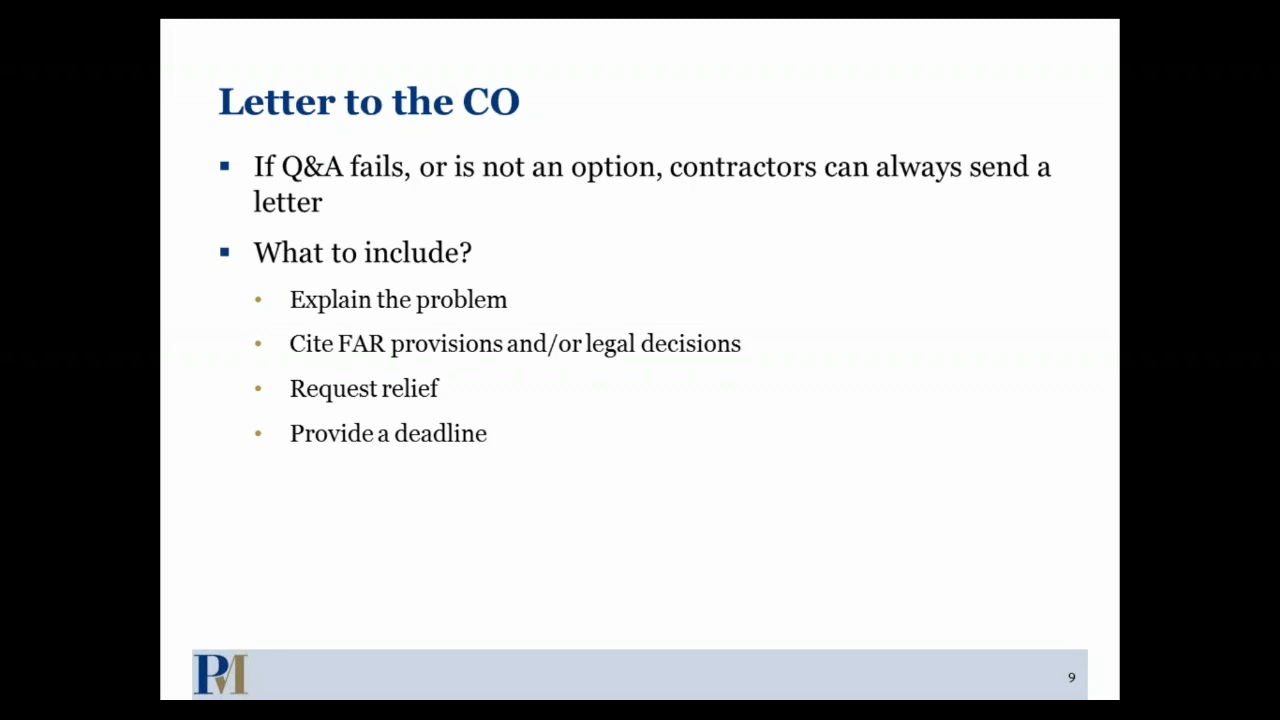 Letter to the CO
▪ If Q&A fails, or is not an option, contractors can always send a
letter
▪ What to include?
• Explain the problem
• Cite FAR provisions and/or legal decisions
• Request relief
• Provide a deadline
PM
9